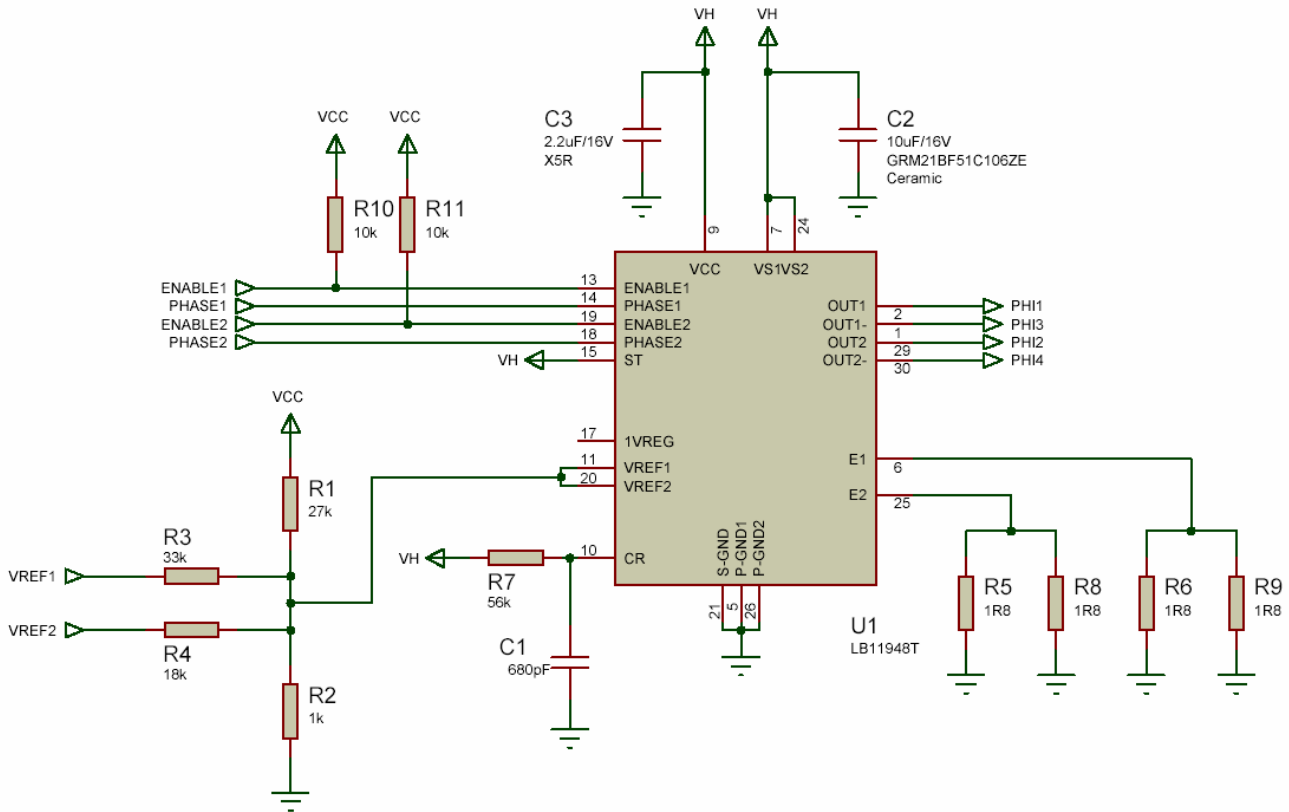 VH
VH
C3
2.2uF/16V
X5R
C2
10uF/16V
GRM21BF51C106ZE
Ceramic
VCC
VCC
R10
10k
R11
10k
9
7
24
VCC
VS1VS2
ENABLE1
13
ENABLE1
PHASE1
14
PHASE1
ENABLE2
19
ENABLE2
PHASE2
18
PHASE2
VH
15
ST
OUT1
2
PHI1
OUT1-
1
PHI3
OUT2
29
PHI2
OUT2-
30
PHI4
VCC
17
1VREG
11
VREF1
20
VREF2
E1
6
E2
25
R1
27k
R3
33k
VREF1
VREF2
R4
18k
R2
1k
VH
R7
56k
10
CR
C1
680pF
S-GND
P-GND1
P-GND2
21
5
26
U1
LB11948T
R5
1R8
R8
1R8
R6
1R8
R9
1R8